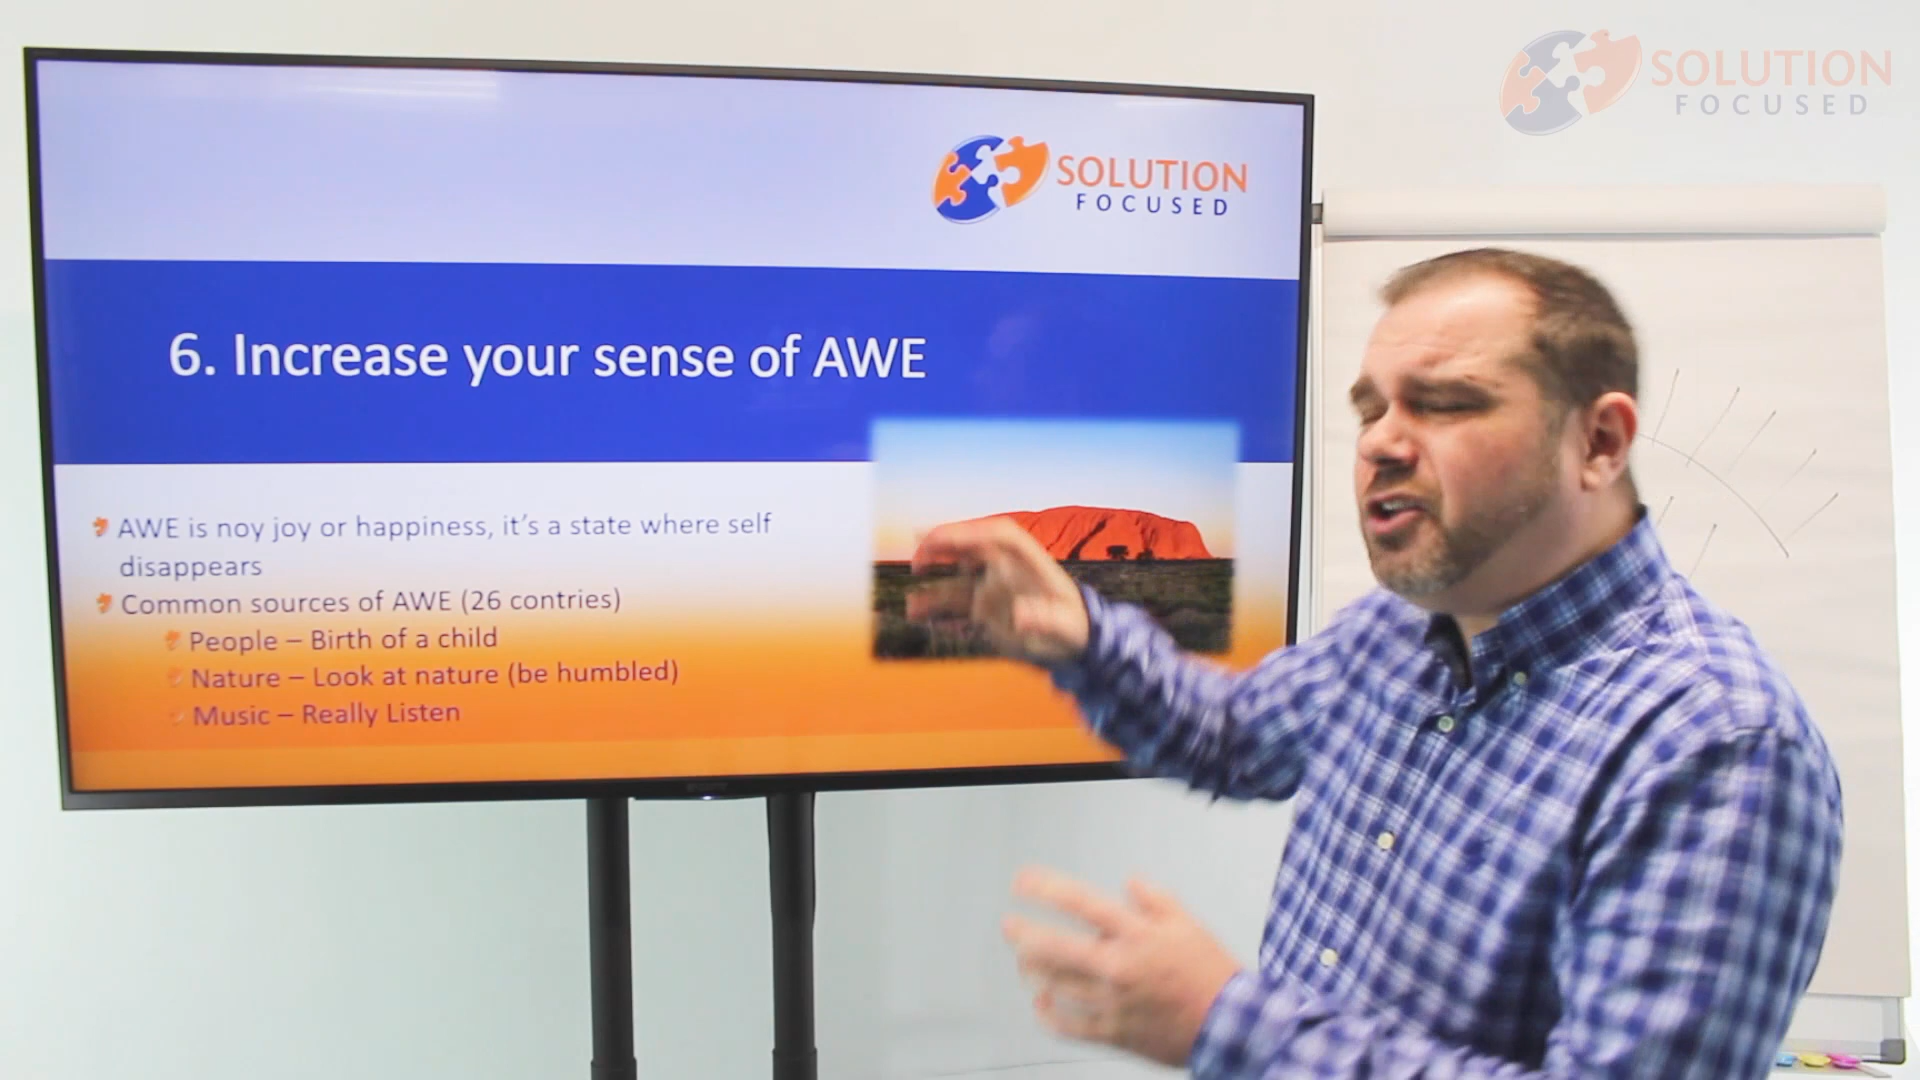 SOLUTION
FOCUSED
SOLUTION
FOCUSED
6. Increase your sense of AWE
AWE is noy joy or happiness, it's a state where self
disappears
Common sources of AWE (26 contries)
People – Birth of a child
Nature – Look at nature (be humbled)
Music – Really Listen